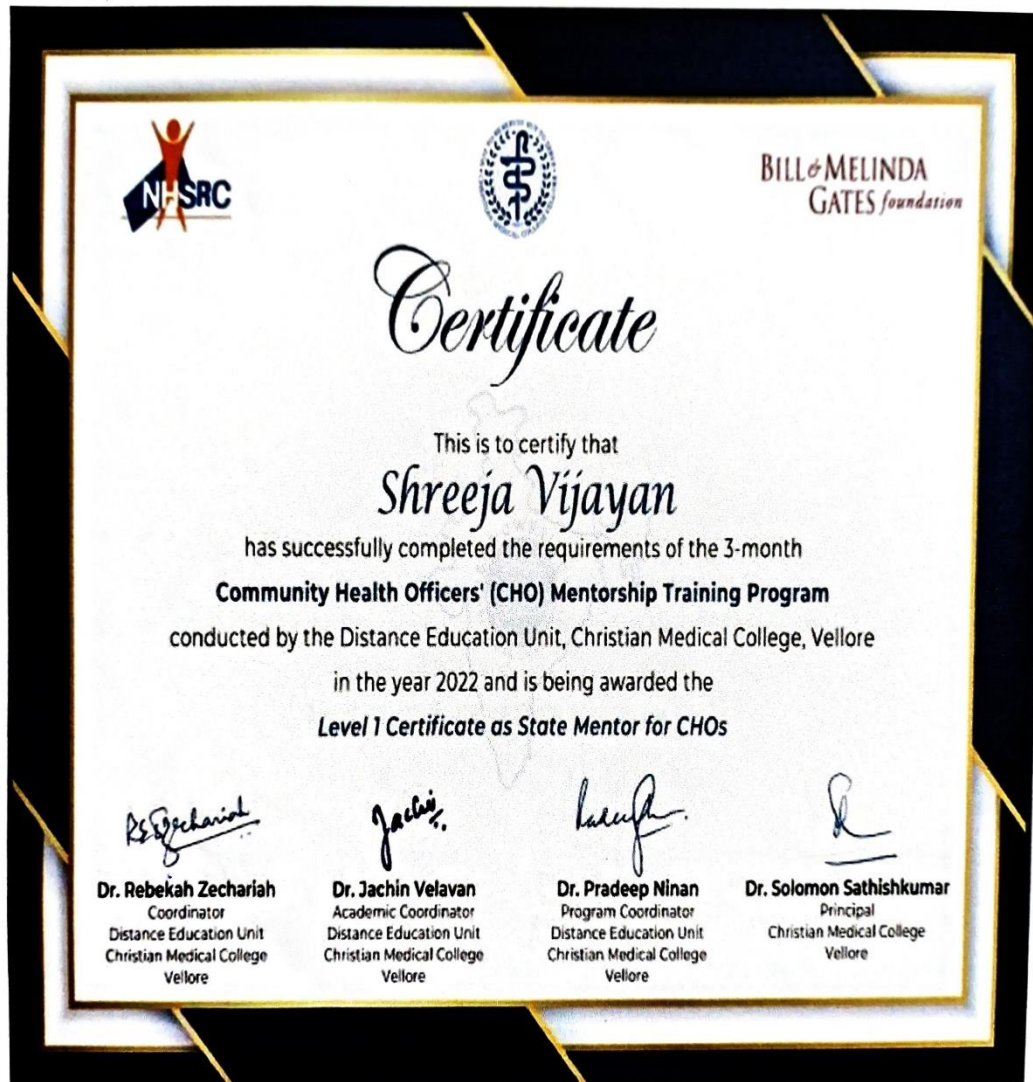 NHSRC
BILL & MELINDA
GATES foundation
Certificate
This is to certify that
Shreeja Vijayan
has successfully completed the requirements of the 3-month
Community Health Officers' (CHO) Mentorship Training Program
conducted by the Distance Education Unit, Christian Medical College, Vellore
in the year 2022 and is being awarded the
Level 1 Certificate as State Mentor for CHOs
Jachin
Dr. Rebekah Zechariah
Coordinator
Distance Education Unit
Christian Medical College
Vellore
Dr. Jachin Velavan
Academic Coordinator
Distance Education Unit
Christian Medical College
Vellore
Dr. Pradeep Ninan
Program Coordinator
Distance Education Unit
Christian Medical College
Vellore
Dr. Solomon Sathishkumar
Principal
Christian Medical College
Vellore